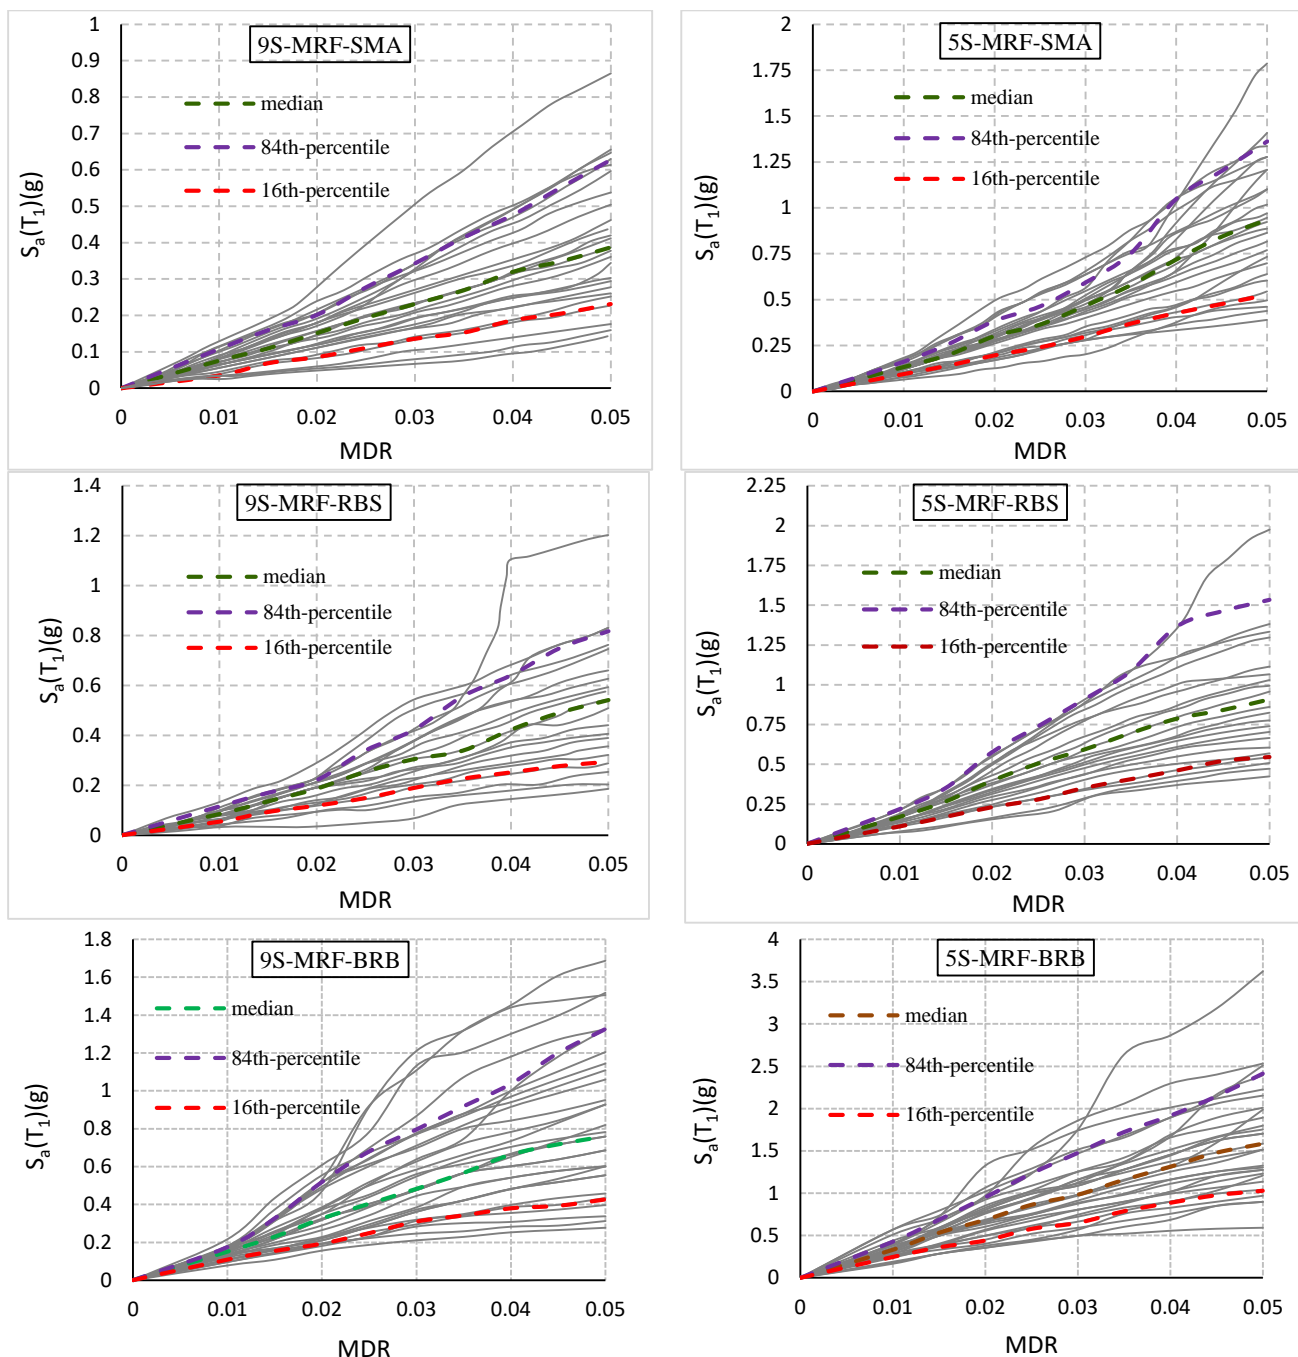 9S-MRF-SMA
1
0.9
0.8
0.7
0.6
0.5
0.4
0.3
0.2
0.1
0
Sa(T1)(g)
median
84th-percentile
16th-percentile
0 0.01 0.02 0.03 0.04 0.05
MDR
5S-MRF-SMA
2
1.75
1.5
1.25
1
0.75
0.5
0.25
0
Sa(T1)(g)
median
84th-percentile
16th-percentile
0 0.01 0.02 0.03 0.04 0.05
MDR
9S-MRF-RBS
1.4
1.2
1
0.8
0.6
0.4
0.2
0
Sa(T1)(g)
median
84th-percentile
16th-percentile
0 0.01 0.02 0.03 0.04 0.05
MDR
5S-MRF-RBS
2.25
2
1.75
1.5
1.25
1
0.75
0.5
0.25
0
Sa(T1)(g)
median
84th-percentile
16th-percentile
0 0.01 0.02 0.03 0.04 0.05
MDR
9S-MRF-BRB
1.8
1.6
1.4
1.2
1
0.8
0.6
0.4
0.2
0
Sa(T1)(g)
median
84th-percentile
16th-percentile
0 0.01 0.02 0.03 0.04 0.05
MDR
5S-MRF-BRB
4
3.5
3
2.5
2
1.5
1
0.5
0
Sa(T1)(g)
median
84th-percentile
16th-percentile
0 0.01 0.02 0.03 0.04 0.05
MDR